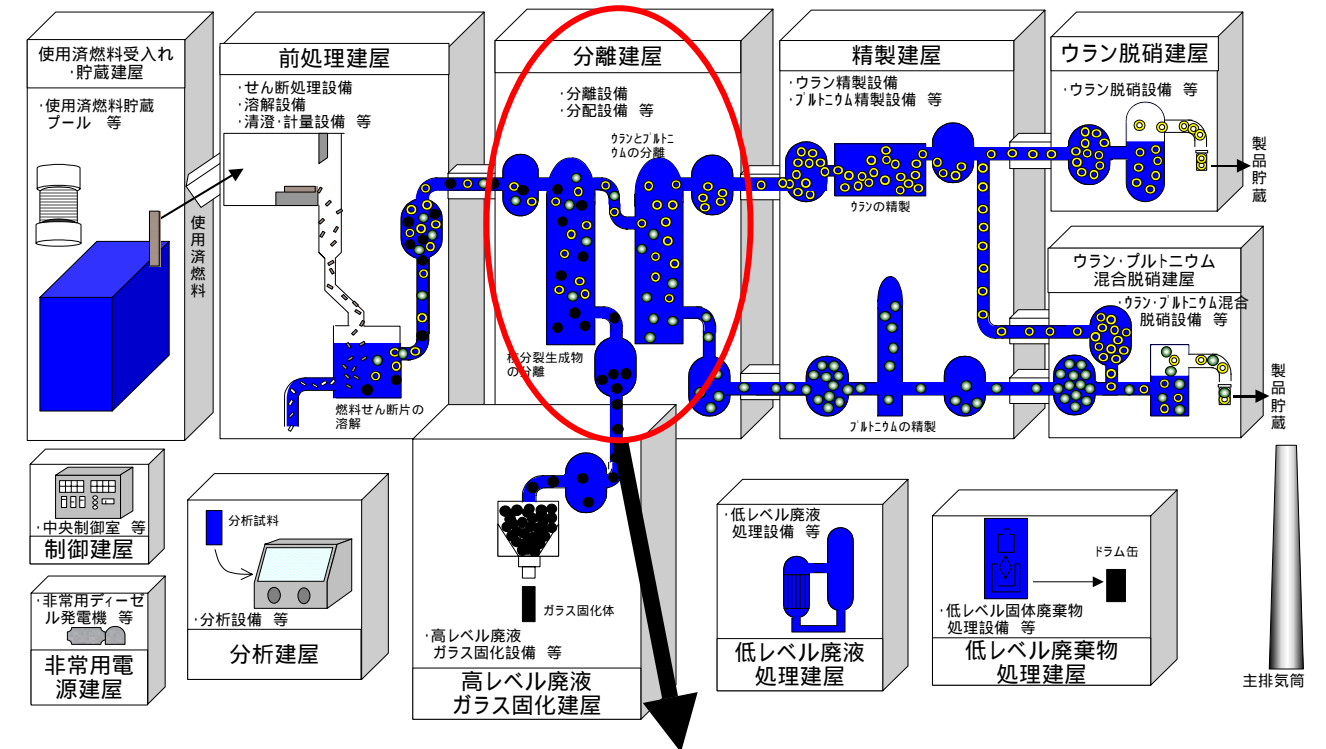 使用済燃料受入れ
・貯蔵建屋
・使用済燃料貯蔵
プール 等
使用済燃料
前処理建屋
・せん断処理設備
・溶解設備
・清澄・計量設備 等
燃料せん断片の
溶解
分離建屋
・分離設備
・分配設備 等
ウランとプルトニ
ウムの分離
核分裂生成物
の分離
精製建屋
・ウラン精製設備
・プルトニウム精製設備 等
ウランの精製
プルトニウムの精製
ウラン脱硝建屋
・ウラン脱硝設備 等
製品貯蔵
ウラン・プルトニウム
混合脱硝建屋
・ウラン・プルトニウム混合
脱硝設備 等
製品貯蔵
・中央制御室 等
制御建屋
・非常用ディーゼ
ル発電機 等
非常用電
源建屋
分析試料
・分析設備 等
分析建屋
ガラス固化体
・高レベル廃液
ガラス固化設備 等
高レベル廃液
ガラス固化建屋
・低レベル廃液
処理設備 等
低レベル廃液
処理建屋
ドラム缶
・低レベル固体廃棄物
処理設備 等
低レベル廃棄物
処理建屋
主排気筒